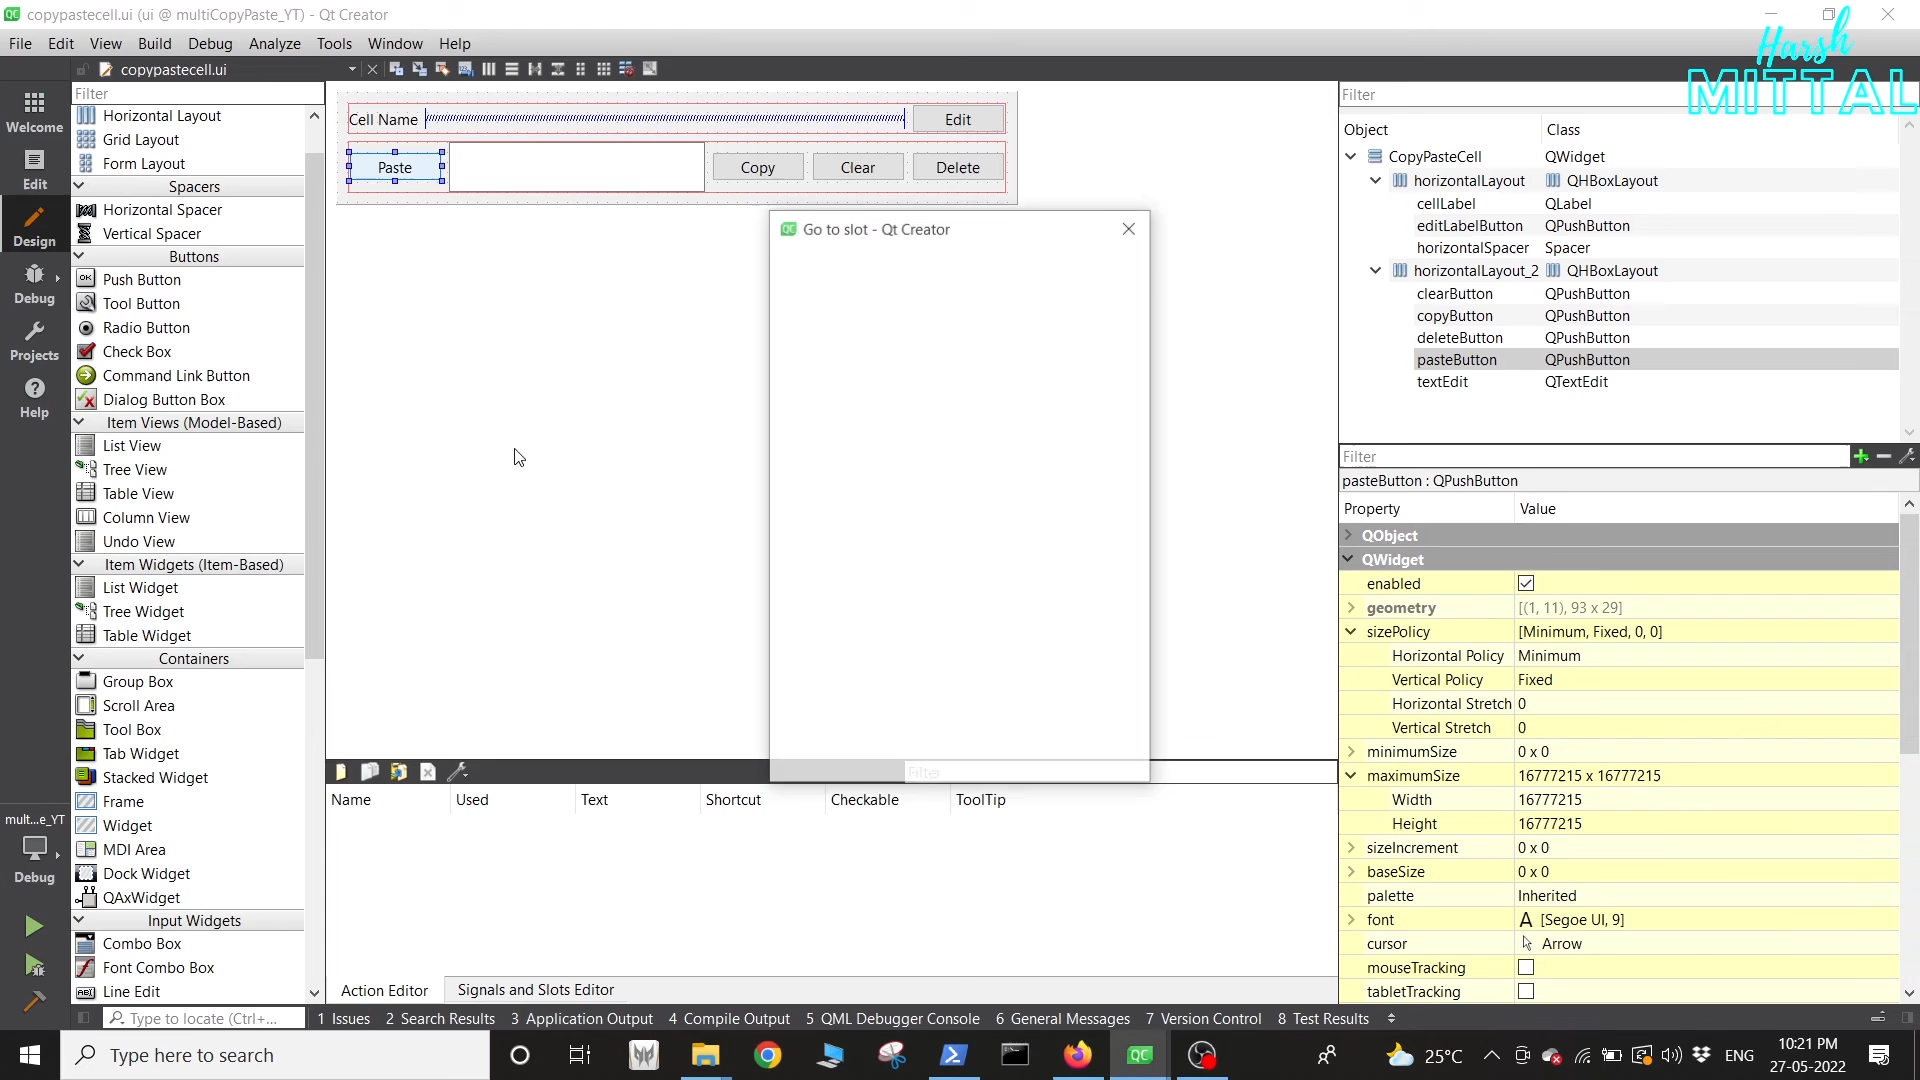 copypastecell.ui (ui @ multiCopyPaste_YT) - Qt Creator
Harsh
MITTAL
File Edit View Build Debug Analyze Tools Window Help
copypastecell.ui
Welcome
Edit
Design
Debug
Projects
Help
mult...e_YT
Debug
Filter
Horizontal Layout
Grid Layout
Form Layout
Spacers
Horizontal Spacer
Vertical Spacer
Buttons
OK Push Button
Tool Button
Radio Button
Check Box
Command Link Button
Dialog Button Box
Item Views (Model-Based)
List View
Tree View
Table View
Column View
Undo View
Item Widgets (Item-Based)
List Widget
Tree Widget
Table Widget
Containers
Group Box
Scroll Area
Tool Box
Tab Widget
Stacked Widget
Frame
Widget
MDI Area
Dock Widget
QAxWidget
Input Widgets
Combo Box
Font Combo Box
Line Edit
Cell Name Edit
Paste Copy Clear Delete
QC Go to slot - Qt Creator
Filter
Name Used Text Shortcut Checkable ToolTip
Action Editor Signals and Slots Editor
Filter
Object Class
CopyPasteCell QWidget
horizontalLayout QHBoxLayout
cellLabel QLabel
editLabelButton QPushButton
horizontalSpacer Spacer
horizontalLayout_2 QHBoxLayout
clearButton QPushButton
copyButton QPushButton
deleteButton QPushButton
pasteButton QPushButton
textEdit QTextEdit
Filter
pasteButton : QPushButton
Property Value
QObject
QWidget
enabled
geometry [(1, 11), 93 x 29]
sizePolicy [Minimum, Fixed, 0, 0]
Horizontal Policy Minimum
Vertical Policy Fixed
Horizontal Stretch 0
Vertical Stretch 0
minimumSize 0 x 0
maximumSize 16777215 x 16777215
Width 16777215
Height 16777215
sizeIncrement 0 x 0
baseSize 0 x 0
palette Inherited
font A [Segoe UI, 9]
cursor Arrow
mouseTracking
tabletTracking
Type to locate (Ctrl+... 1 Issues 2 Search Results 3 Application Output 4 Compile Output 5 QML Debugger Console 6 General Messages 7 Version Control 8 Test Results
Type here to search
QC
25°C
ENG
10:21 PM
27-05-2022